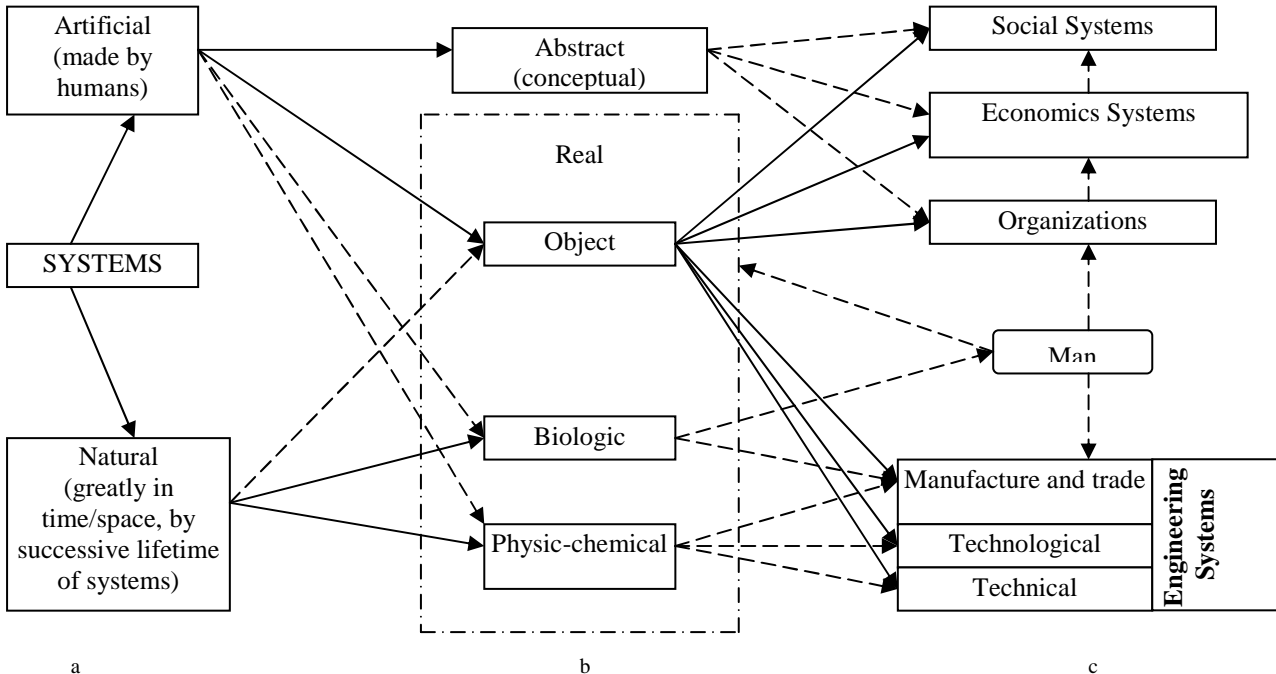 Artificial
(made by
humans)
SYSTEMS
Natural
(greatly in
time/space, by
successive lifetime
of systems)
a
Abstract
(conceptual)
Real
Object
Biologic
Physic-chemical
b
Social Systems
Economics Systems
Organizations
Man
Manufacture and trade
Technological
Technical
Engineering
Systems
c